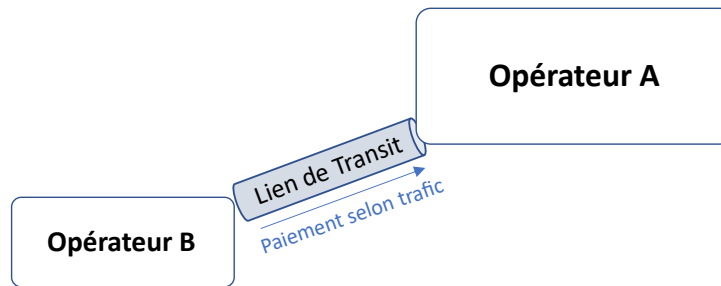 Opérateur A
Lien de Transit
Paiement selon trafic
Opérateur B